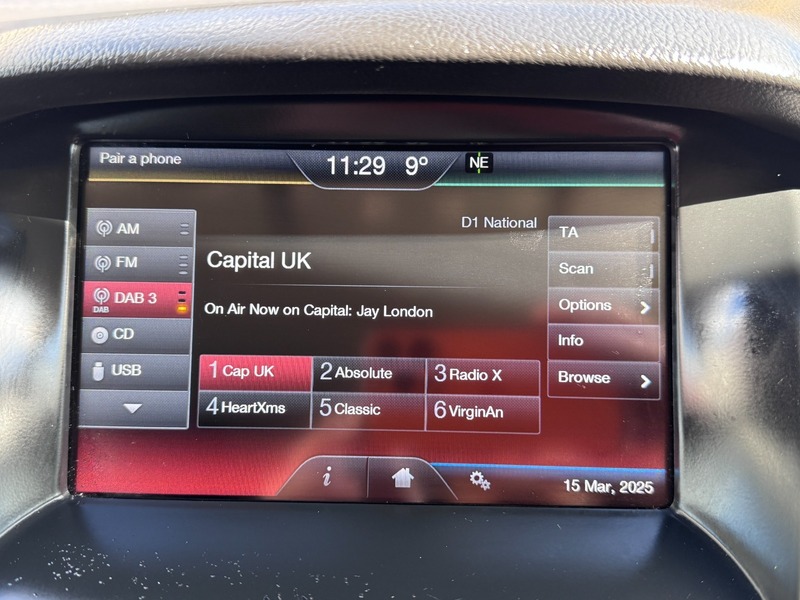 Pair a phone
11:29 9°
NE
D1 National
AM
FM
DAB 3
DAB
CD
USB
Capital UK
On Air Now on Capital: Jay London
1 Cap UK
2 Absolute
3 Radio X
4 HeartXms
5 Classic
6 VirginAn
TA
Scan
Options
Info
Browse
i
15 Mar, 2025